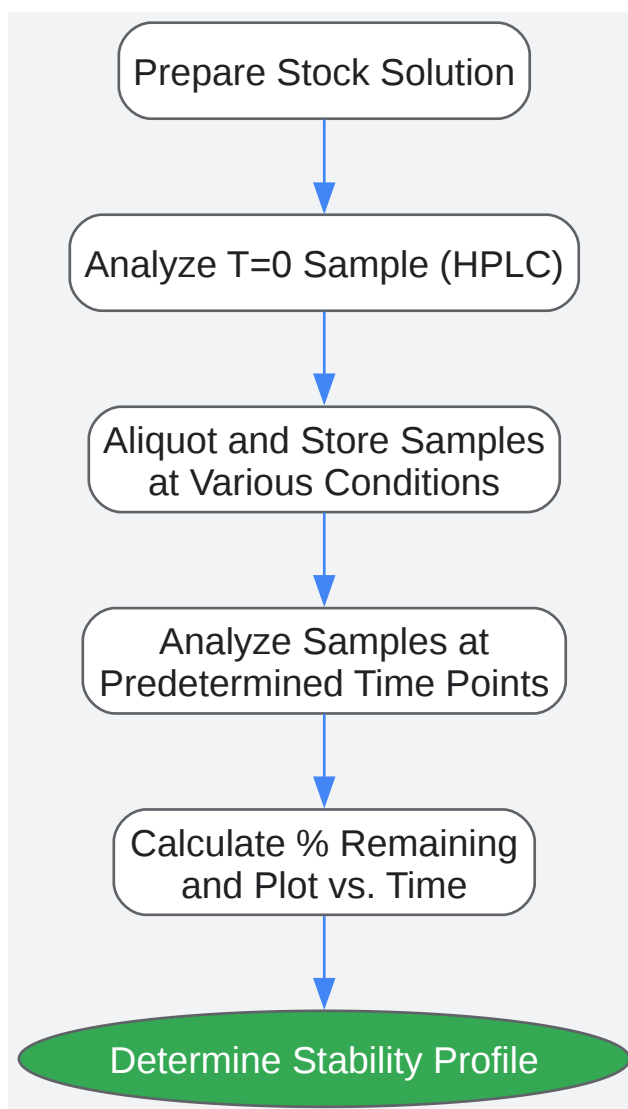 Prepare Stock Solution
Analyze T=0 Sample (HPLC)
Aliquot and Store Samples
at Various Conditions
Analyze Samples at
Predetermined Time Points
Calculate % Remaining
and Plot vs. Time
Determine Stability Profile